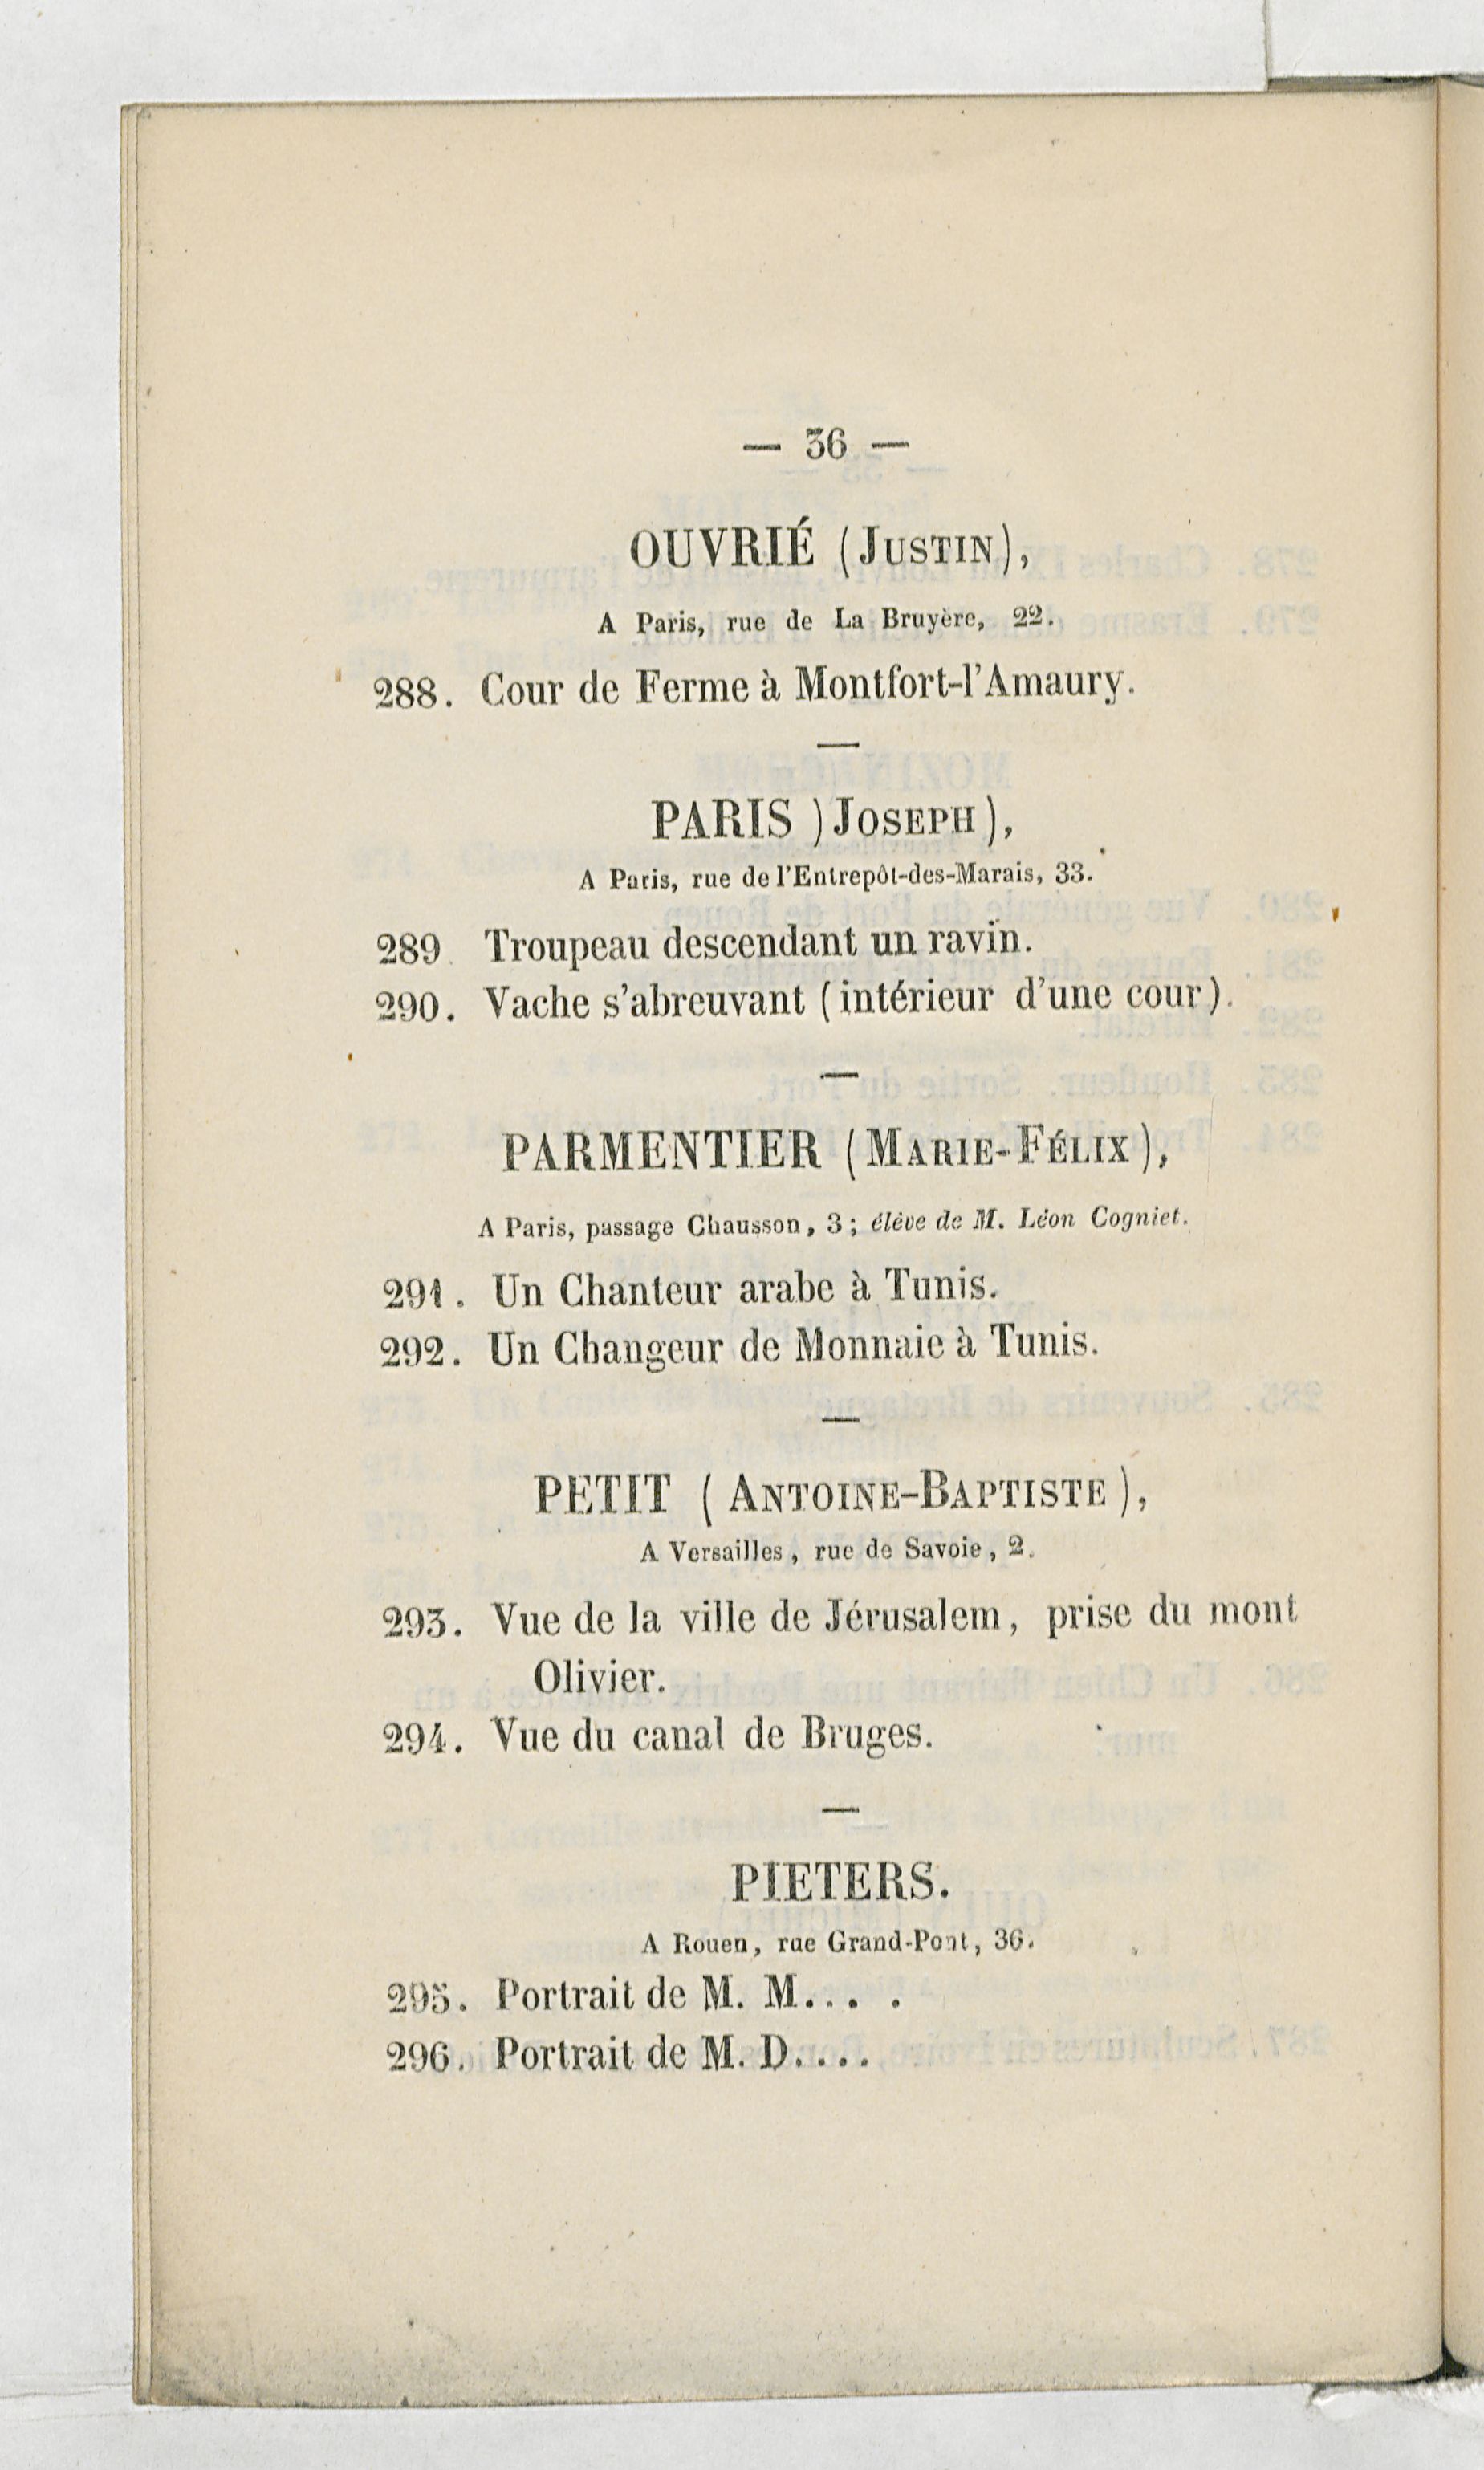 — 36 —
OUVRIÉ (JUSTIN),
A Paris, rue de La Bruyère, 22.
288. Cour de Ferme à Montfort-l'Amaury.
—
PARIS )JOSEPH),
A Paris, rue de l'Entrepôt-des-Marais, 33.
289. Troupeau descendant un ravin.
290. Vache s'abreuvant (intérieur d'une cour).
—
PARMENTIER (MARIE-FÉLIX),
A Paris, passage Chausson, 3; élève de M. Léon Cogniet.
291. Un Chanteur arabe à Tunis.
292. Un Changeur de Monnaie à Tunis.
—
PETIT (ANTOINE-BAPTISTE),
A Versailles, rue de Savoie, 2.
293. Vue de la ville de Jérusalem, prise du mont
Olivier.
294. Vue du canal de Bruges.
—
PIETERS.
A Rouen, rue Grand-Pont, 36.
295. Portrait de M. M... .
296. Portrait de M. D....